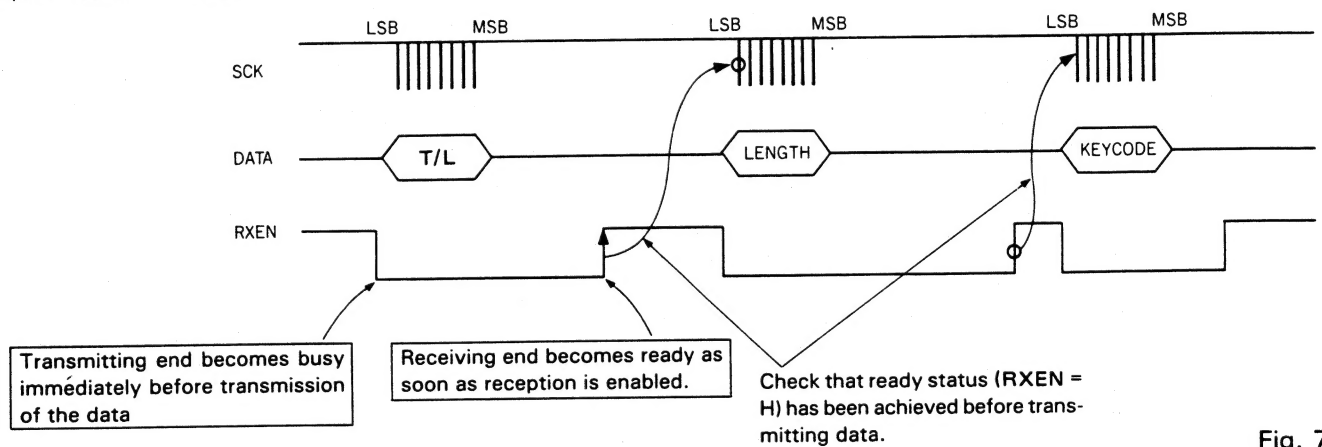 LSB MSB LSB MSB LSB MSB
SCK
DATA T/L LENGTH KEYCODE
RXEN
Transmitting end becomes busy
immédiately before transmission
of the data
Receiving end becomes ready as
soon as reception is enabled.
Check that ready status (RXEN =
H) has been achieved before trans-
mitting data.
Fig. 7